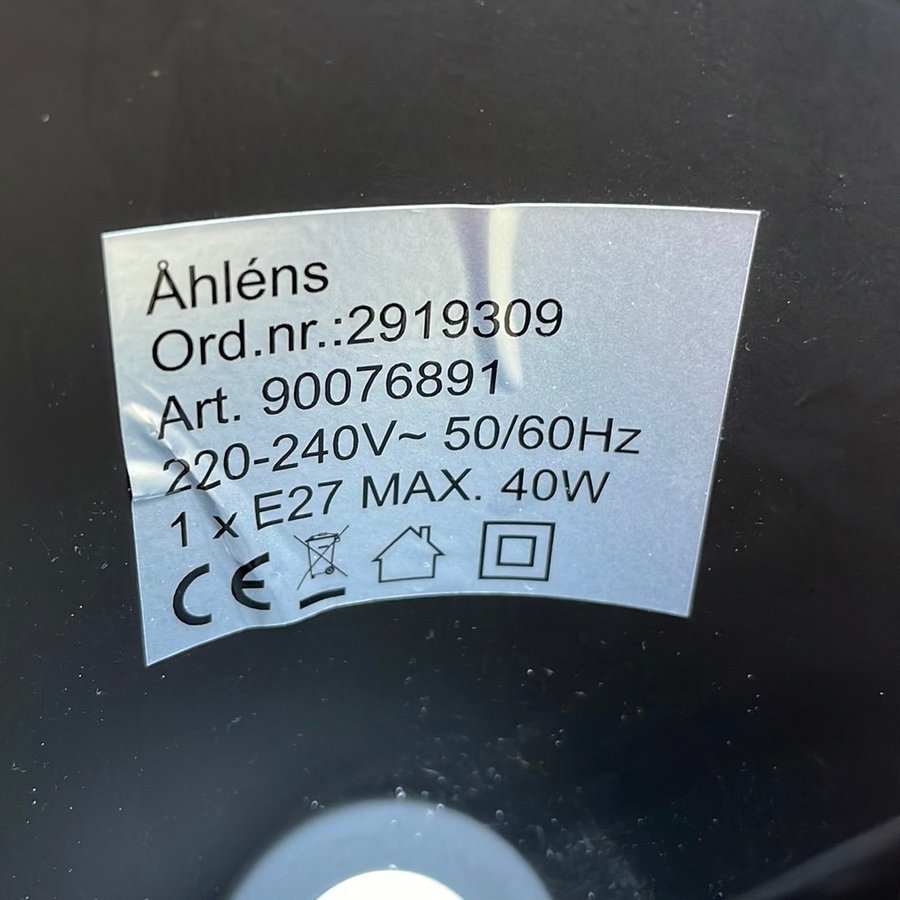 Åhléns
Ord.nr.:2919309
Art. 90076891
220-240V~ 50/60Hz
1 x E27 MAX. 40W
CE